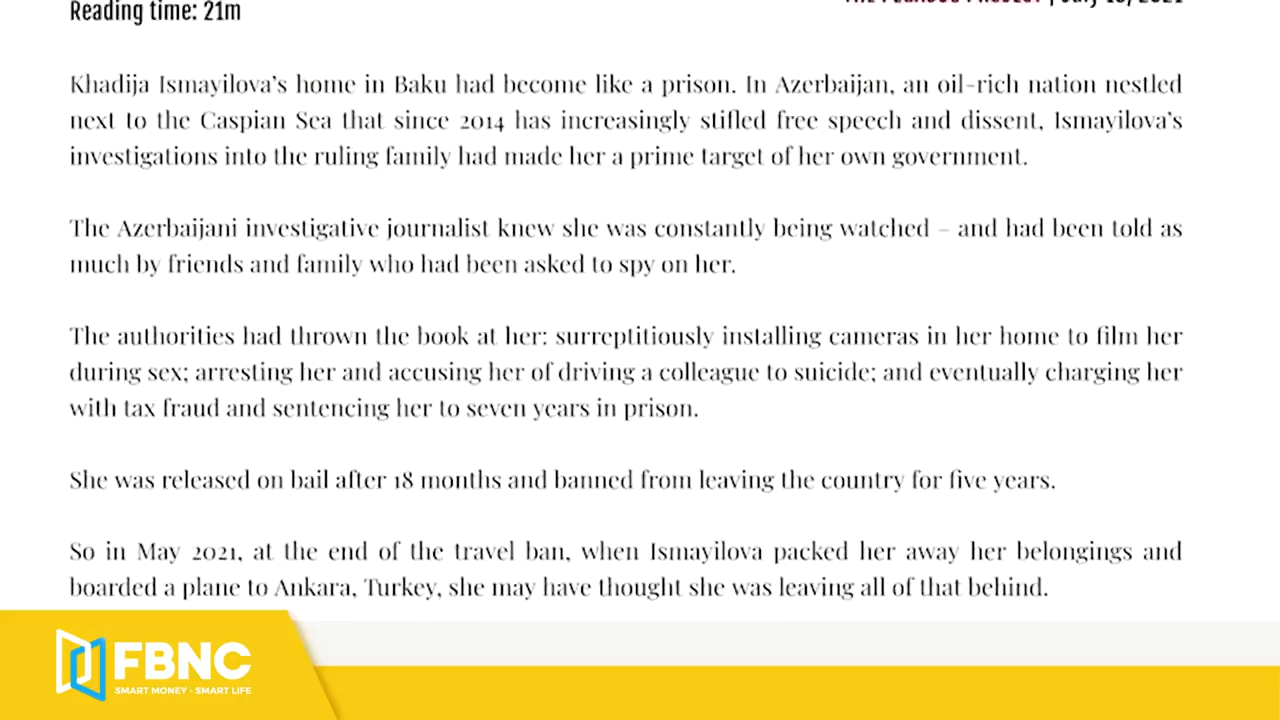 Reading time: 21m
Khadija Ismayilova's home in Baku had become like a prison. In Azerbaijan, an oil-rich nation nestled
next to the Caspian Sea that since 2014 has increasingly stifled free speech and dissent, Ismayilova's
investigations into the ruling family had made her a prime target of her own government.
The Azerbaijani investigative journalist knew she was constantly being watched – and had been told as
much by friends and family who had been asked to spy on her.
The authorities had thrown the book at her: surreptitiously installing cameras in her home to film her
during sex; arresting her and accusing her of driving a colleague to suicide; and eventually charging her
with tax fraud and sentencing her to seven years in prison.
She was released on bail after 18 months and banned from leaving the country for five years.
So in May 2021, at the end of the travel ban, when Ismayilova packed her away her belongings and
boarded a plane to Ankara, Turkey, she may have thought she was leaving all of that behind.
FBNC
SMART MONEY - SMART LIFE